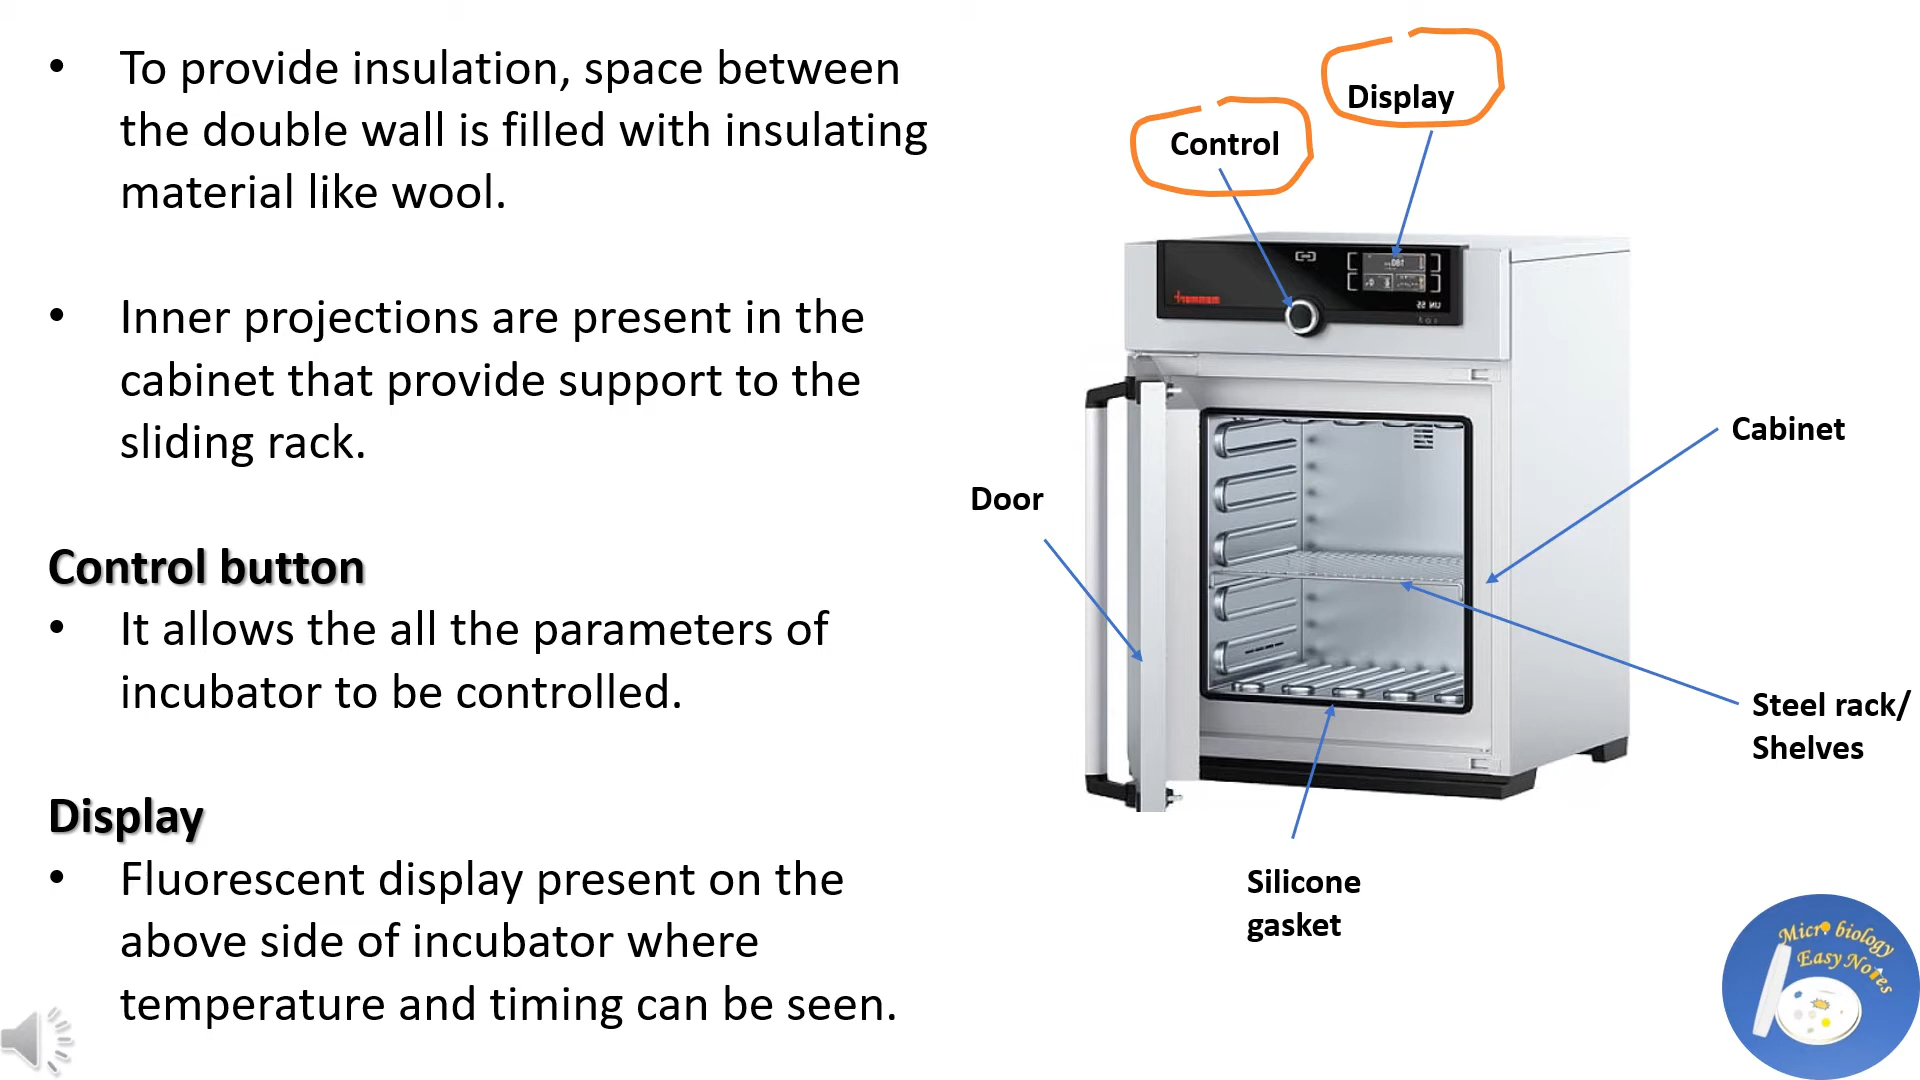 • To provide insulation, space between
the double wall is filled with insulating
material like wool.
• Inner projections are present in the
cabinet that provide support to the
sliding rack.
Control button
• It allows the all the parameters of
incubator to be controlled.
Display
• Fluorescent display present on the
above side of incubator where
temperature and timing can be seen.
Display
Control
Cabinet
Door
Steel rack/
Shelves
Silicone
gasket
memmert
UN 55
Micro biology
Easy Notes